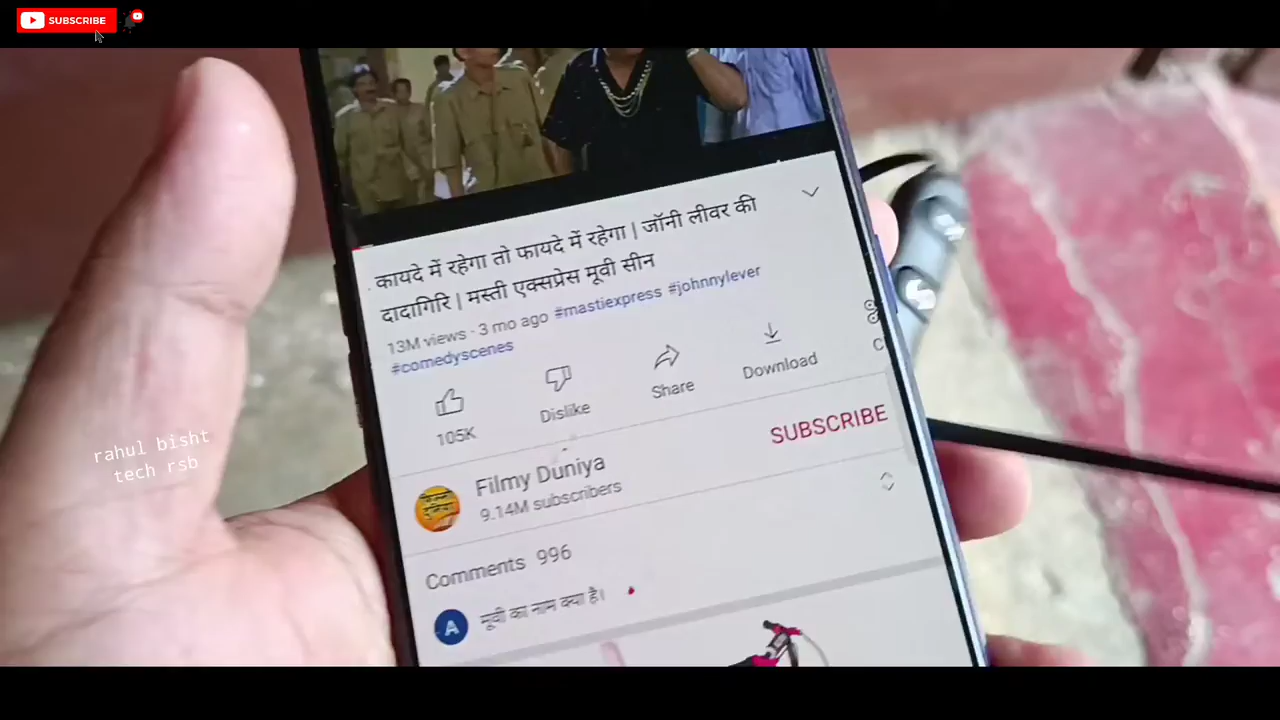 SUBSCRIBE
कायदे में रहेगा तो फायदे में रहेगा | जॉनी लीवर की
दादागिरि | मस्ती एक्सप्रेस मूवी सीन
13M views · 3 mo ago #mastiexpress #johnnylever
#comedyscenes
105K
Dislike
Share
Download
C
Filmy Duniya
9.14M subscribers
SUBSCRIBE
Comments 996
A
मूवी का नाम क्या है।
rahul bisht
tech rsb